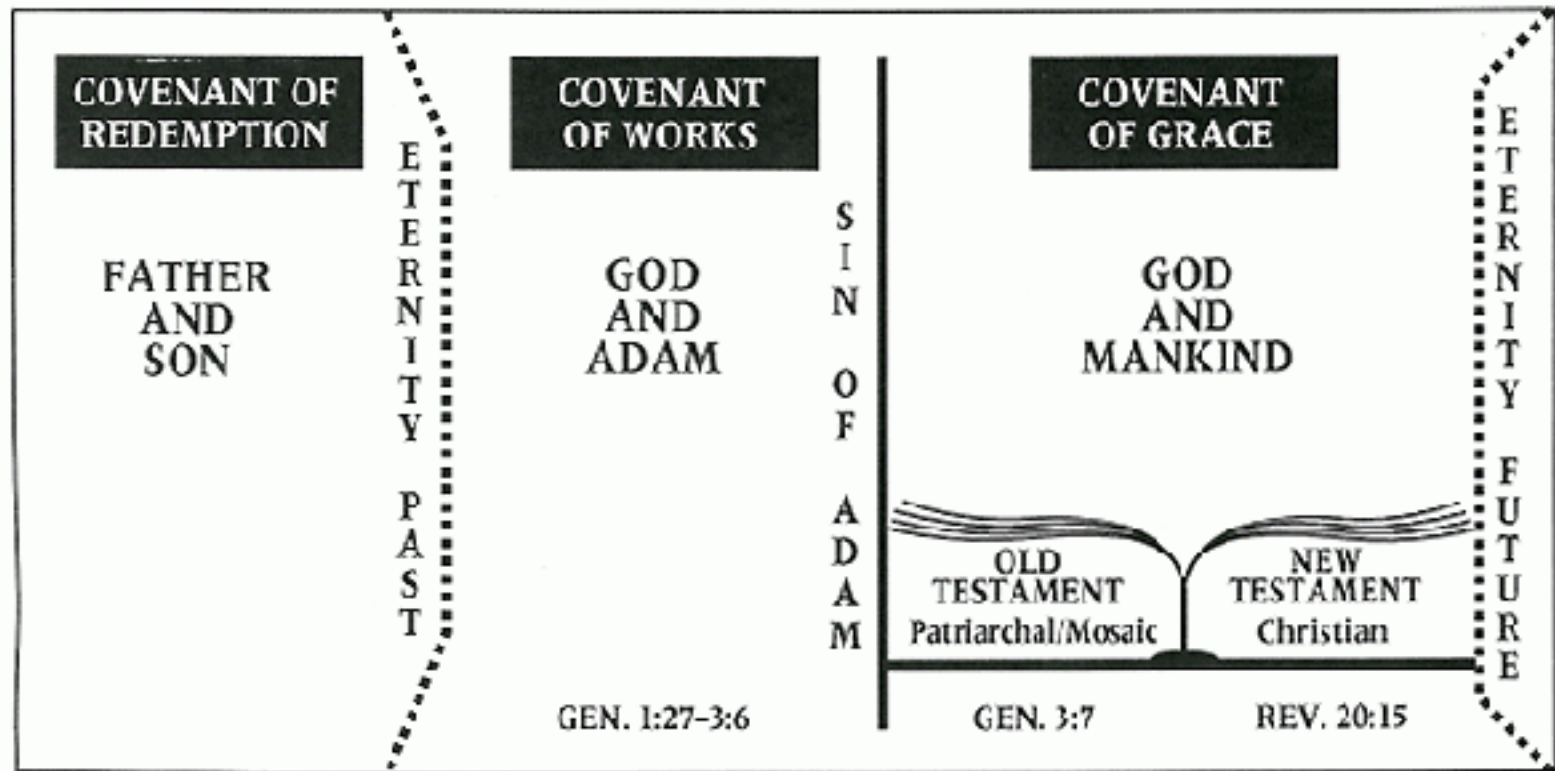 COVENANT OF
REDEMPTION
FATHER
AND
SON
ETERNITY PAST
COVENANT
OF WORKS
GOD
AND
ADAM
GEN. 1:27–3:6
SIN OF ADAM
COVENANT
OF GRACE
GOD
AND
MANKIND
OLD
TESTAMENT
Patriarchal/Mosaic
NEW
TESTAMENT
Christian
GEN. 3:7
REV. 20:15
ETERNITY FUTURE